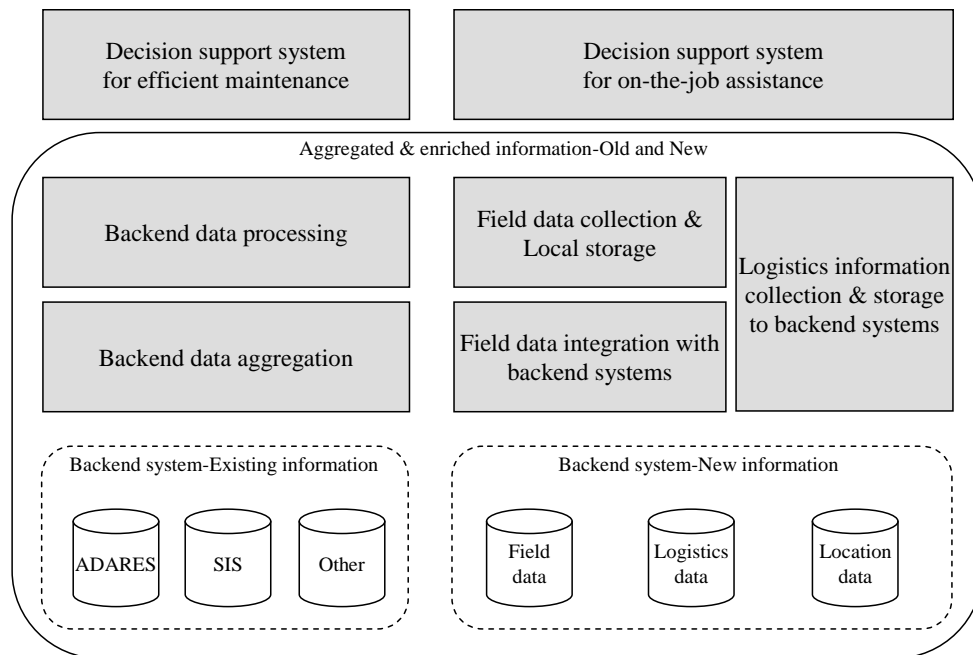 Decision support system
for efficient maintenance
Decision support system
for on-the-job assistance
Aggregated & enriched information-Old and New
Backend data processing
Field data collection &
Local storage
Logistics information
collection & storage
to backend systems
Backend data aggregation
Field data integration with
backend systems
Backend system-Existing information
ADARES
SIS
Other
Backend system-New information
Field
data
Logistics
data
Location
data